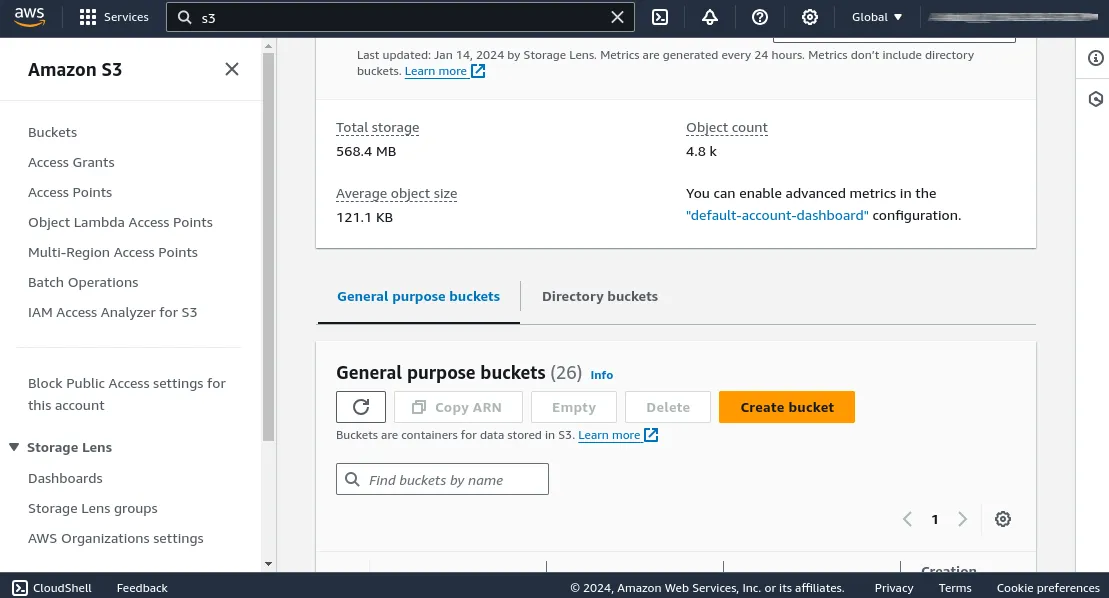 aws
Services
s3
Global
Amazon S3
Buckets
Access Grants
Access Points
Object Lambda Access Points
Multi-Region Access Points
Batch Operations
IAM Access Analyzer for S3
Block Public Access settings for
this account
Storage Lens
Dashboards
Storage Lens groups
AWS Organizations settings
Last updated: Jan 14, 2024 by Storage Lens. Metrics are generated every 24 hours. Metrics don't include directory
buckets. Learn more
Total storage
568.4 MB
Object count
4.8 k
Average object size
121.1 KB
You can enable advanced metrics in the
"default-account-dashboard" configuration.
General purpose buckets
Directory buckets
General purpose buckets (26) Info
Copy ARN
Empty
Delete
Create bucket
Buckets are containers for data stored in S3. Learn more
Find buckets by name
1
Creation
CloudShell
Feedback
© 2024, Amazon Web Services, Inc. or its affiliates.
Privacy
Terms
Cookie preferences